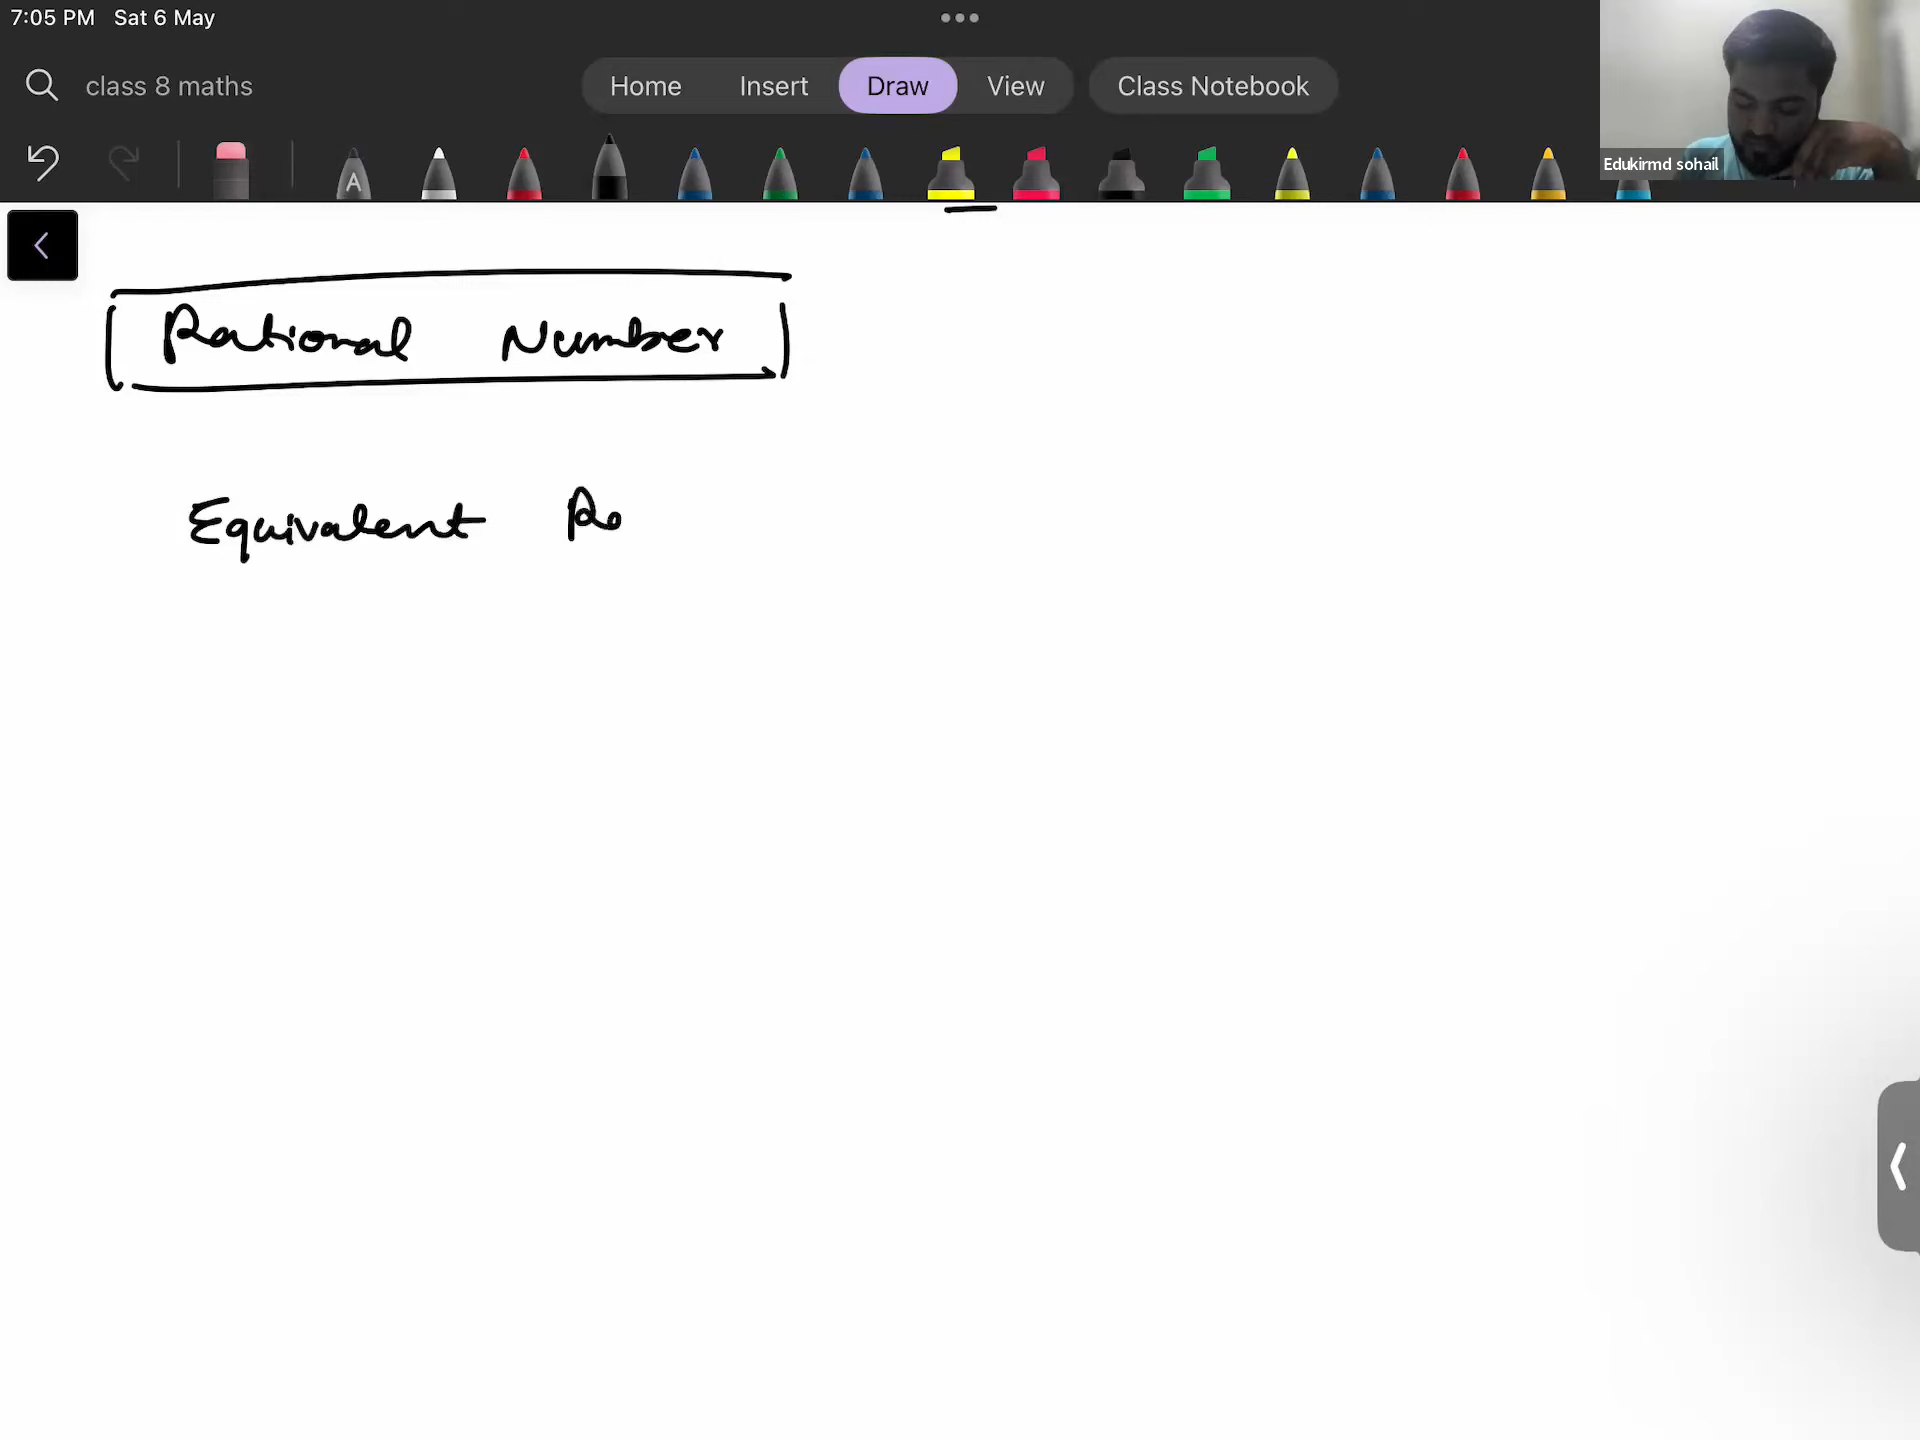 7:05 PM Sat 6 May
class 8 maths
Home Insert Draw View Class Notebook
A
Edukirmd sohail
Rational Number
Equivalent Ra